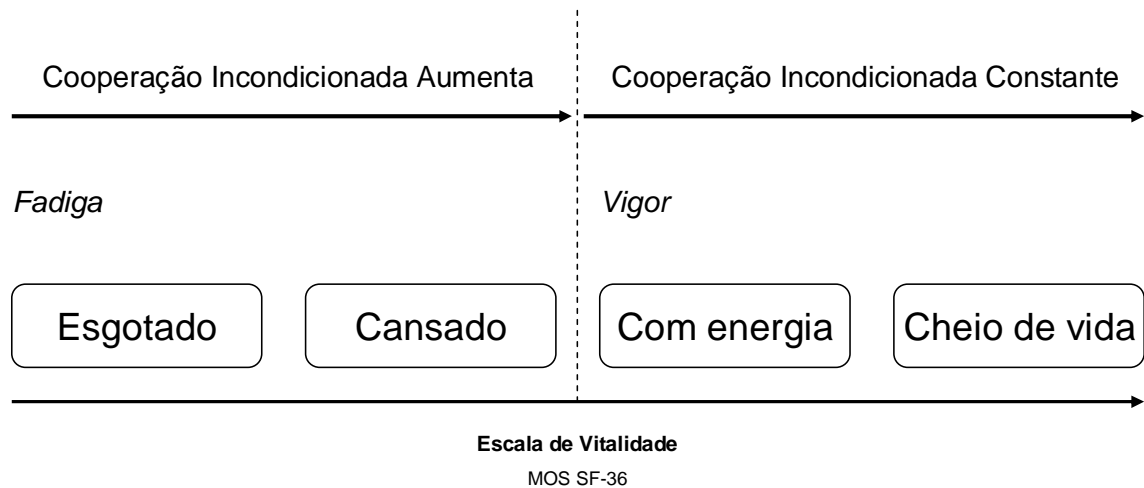 Cooperação Incondicionada Aumenta
Cooperação Incondicionada Constante
Fadiga
Vigor
Esgotado
Cansado
Com energia
Cheio de vida
Escala de Vitalidade
MOS SF-36